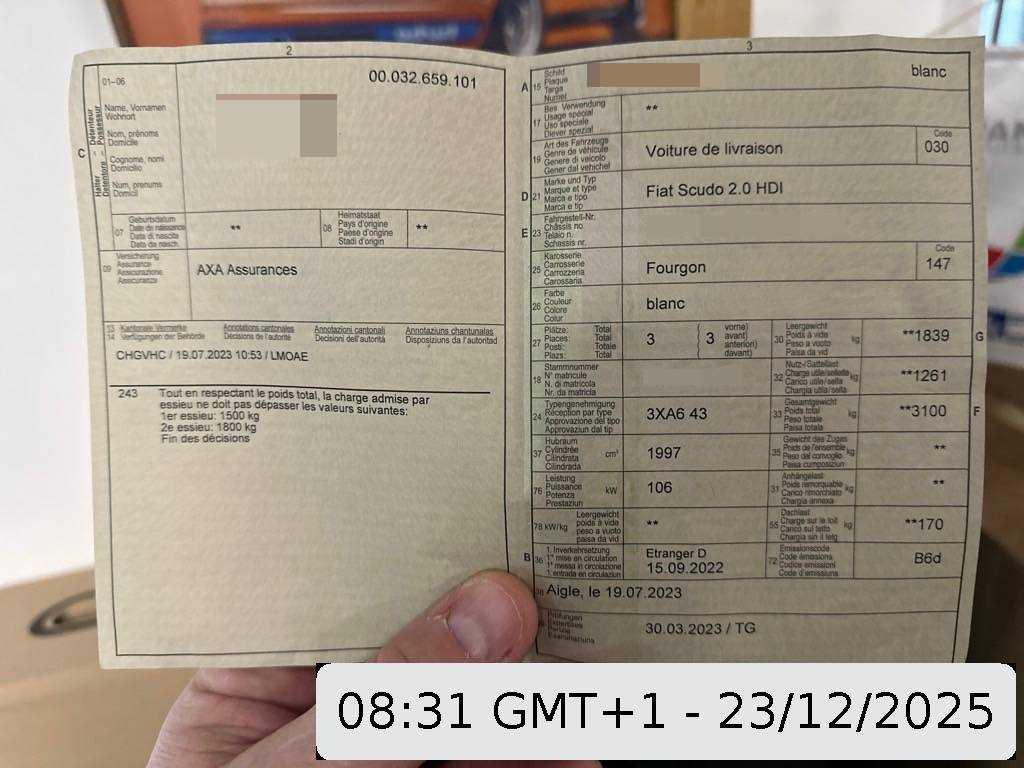 2
01-06
00.032.659.101
Détenteur
Possessur
C
Halter
Detentore
Name, Vornamen
Wohnort
Nom, prénoms
Domicile
Cognome, nomi
Domicilio
Num, prenums
Domicil
07
Geburtsdatum
Date de naissance
Data di nascita
Data da nasch.
**
08
Heimatstaat
Pays d'origine
Paese d'origine
Stadi d'origin
**
09
Versicherung
Assurance
Assicurazione
Assicuranza
AXA Assurances
13
14
Kantonale Vermerke
Verfügungen der Behörde
Annotations cantonales
Décisions de l'autorité
Annotazioni cantonali
Decisioni dell'autorità
Annotaziuns chantunalas
Disposiziuns da l'autoritad
CHGVHC / 19.07.2023 10:53 / LMOAE
243 Tout en respectant le poids total, la charge admise par
essieu ne doit pas dépasser les valeurs suivantes:
1er essieu: 1500 kg
2e essieu: 1800 kg
Fin des décisions
3
A 15
Schild
Plaque
Targa
Numer
blanc
17
Bes. Verwendung
Usage spécial
Uso speciale
Diever spezial
**
19
Art des Fahrzeugs
Genre de véhicule
Genere di veicolo
Gener dal vehichel
Voiture de livraison
Code
030
D 21
Marke und Typ
Marque et type
Marca e tipo
Marca e tip
Fiat Scudo 2.0 HDI
E 23
Fahrgestell-Nr.
Châssis no.
Telaio n.
Schassis nr.
25
Karosserie
Carrosserie
Carrozzeria
Carossaria
Fourgon
Code
147
26
Farbe
Couleur
Colore
Colur
blanc
27
Plätze: Total
Places: Total
Posti: Totale
Plazs: Total
3
( 3
vorne)
avant)
anteriori)
davant)
30
Leergewicht
Poids à vide
Peso a vuoto
Paisa da vid
kg
**1839
G
18
Stammnummer
N° matricule
N. di matricola
Nr. da matricla
32
Nutz-/Sattellast
Charge utile/sellette
Carico utile/sella
Chargia utila/sella
kg
**1261
24
Typengenehmigung
Réception par type
Approvazione del tipo
Approvaziun dal tip
3XA6 43
33
Gesamtgewicht
Poids total
Peso totale
Paisa totala
kg
**3100
F
37
Hubraum
Cylindrée
Cilindrata
Cilindrada
cm³
1997
35
Gewicht des Zuges
Poids de l'ensemble
Peso del convoglio
Paisa cumposiziun
kg
**
76
Leistung
Puissance
Potenza
Prestaziun
kW
106
31
Anhängelast
Poids remorquable
Carico rimorchiato
Chargia annexa
kg
**
78 kW/kg
Leergewicht
poids à vide
peso a vuoto
paisa da vid
**
55
Dachlast
Charge sur le toit
Carico sul tetto
Chargia sin il tetg
kg
**170
B 36
1. Inverkehrsetzung
1re mise en circulation
1a messa in circolazione
1. entrada en circulaziun
Etranger D
15.09.2022
72
Emissionscode
Code émissions
Codice emissioni
Code d'emissiuns
B6d
38 Aigle, le 19.07.2023
Prüfungen
Expertises
Perizie
Examinaziuns
30.03.2023 / TG
08:31 GMT+1 - 23/12/2025